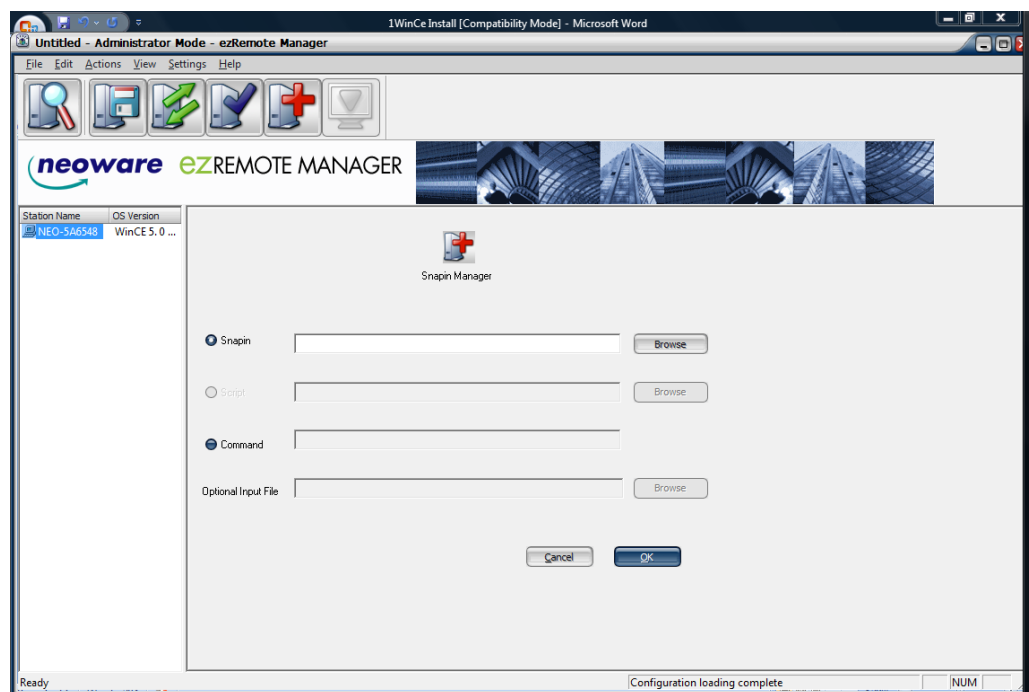 1WinCe Install [Compatibility Mode] - Microsoft Word
Untitled - Administrator Mode - ezRemote Manager
File Edit Actions View Settings Help
neoware ezREMOTE MANAGER
Station Name OS Version
NEO-5A6548 WinCE 5. 0 ...
Snapin Manager
Snapin Browse
Script Browse
Command
Optional Input File Browse
Cancel OK
Ready Configuration loading complete NUM